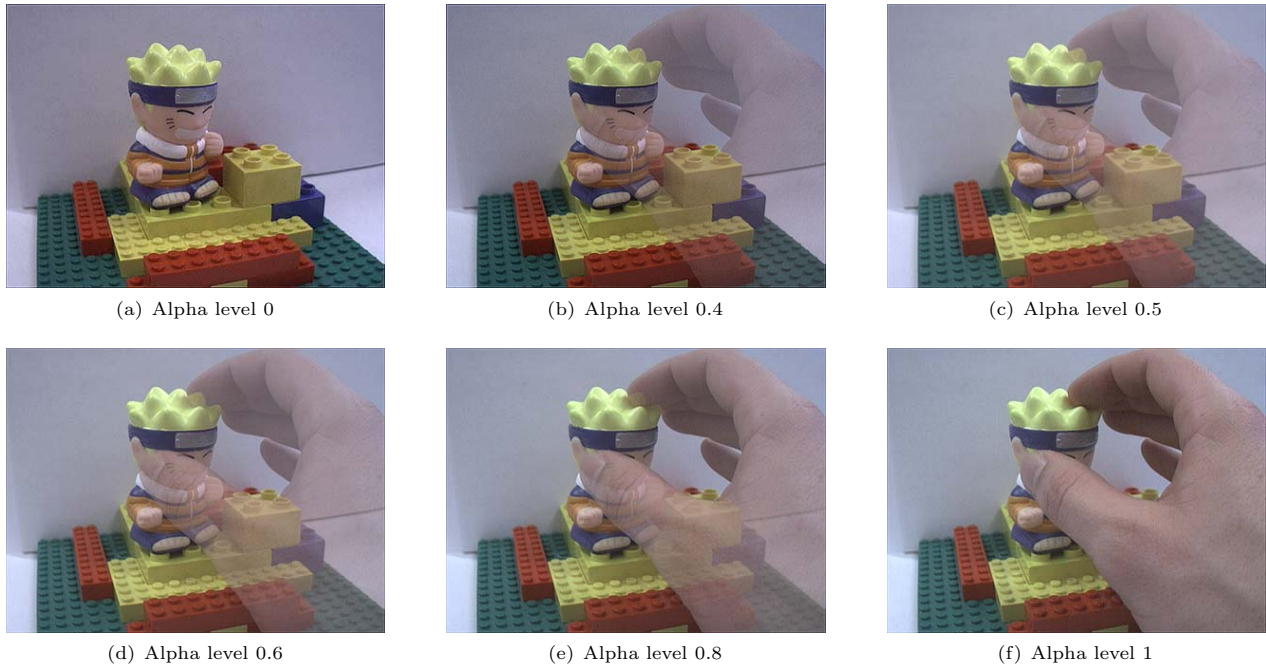 (a) Alpha level 0
(b) Alpha level 0.4
(c) Alpha level 0.5
(d) Alpha level 0.6
(e) Alpha level 0.8
(f) Alpha level 1